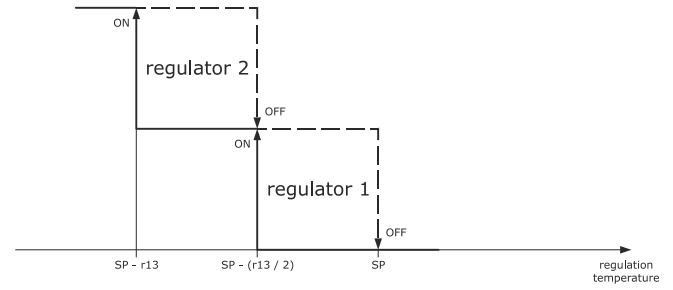 ON
regulator 2
OFF
ON
regulator 1
OFF
SP - r13
SP - (r13 / 2)
SP
regulation
temperature